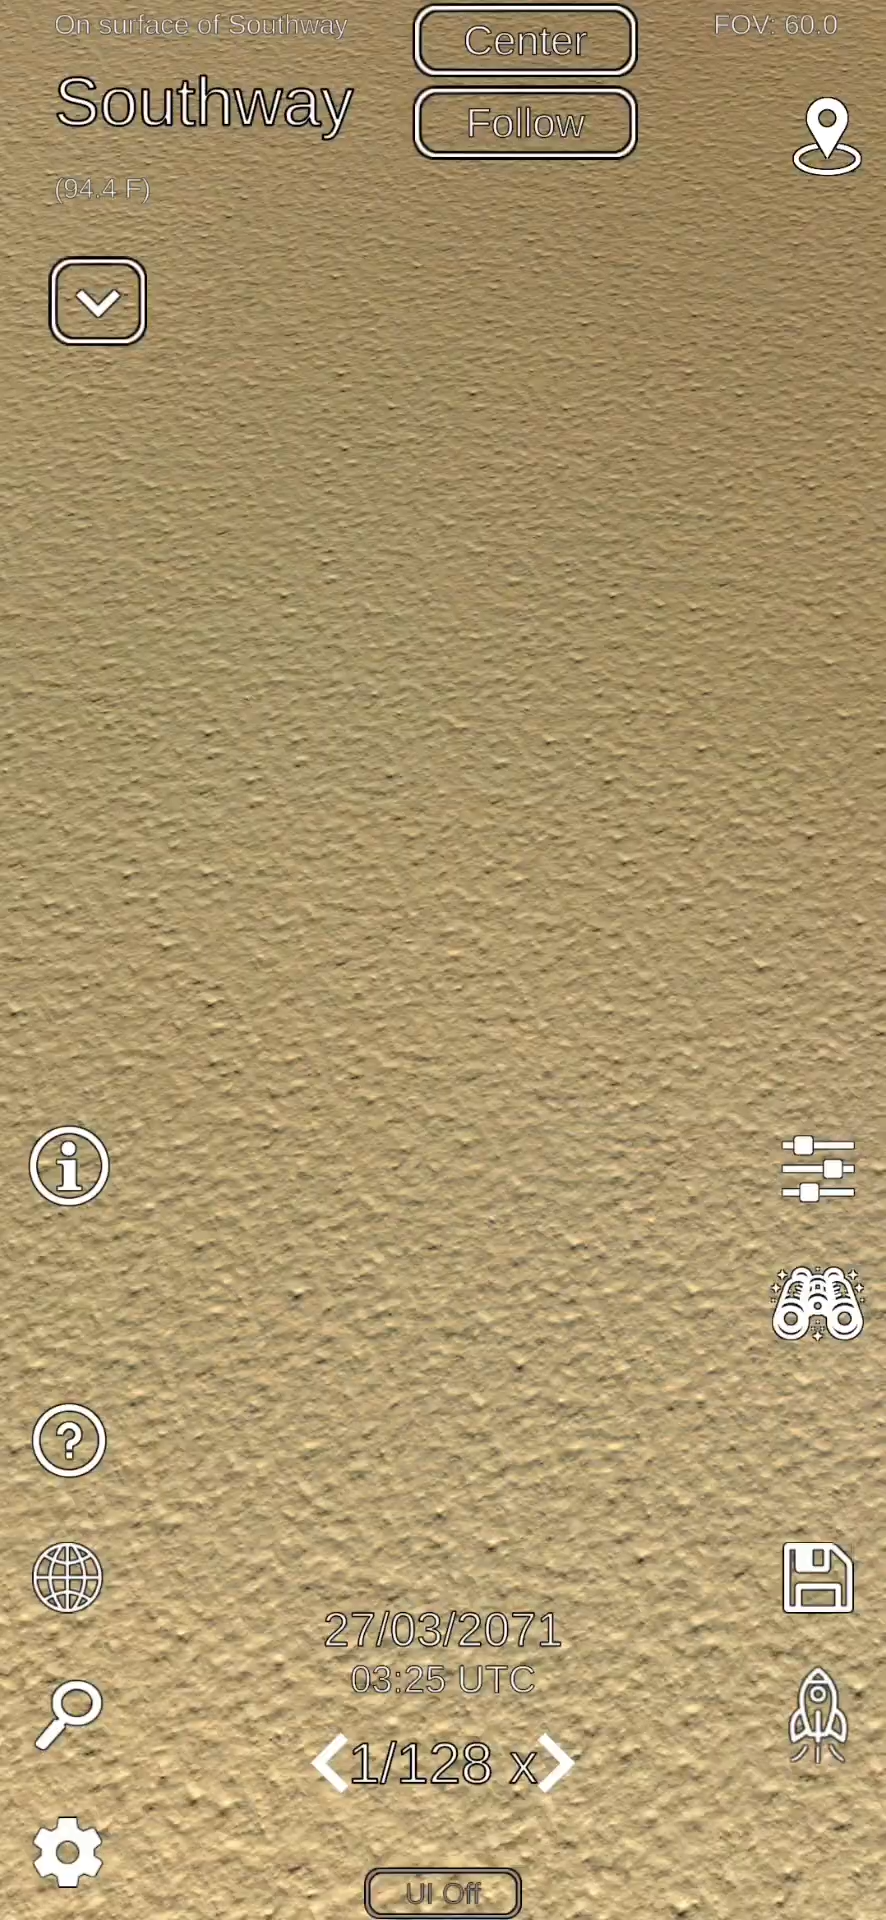 On surface of Southway
Center
FOV: 60.0
Southway
Follow
(94.4 F)
27/03/2071
03:25 UTC
1/128 x
UI Off